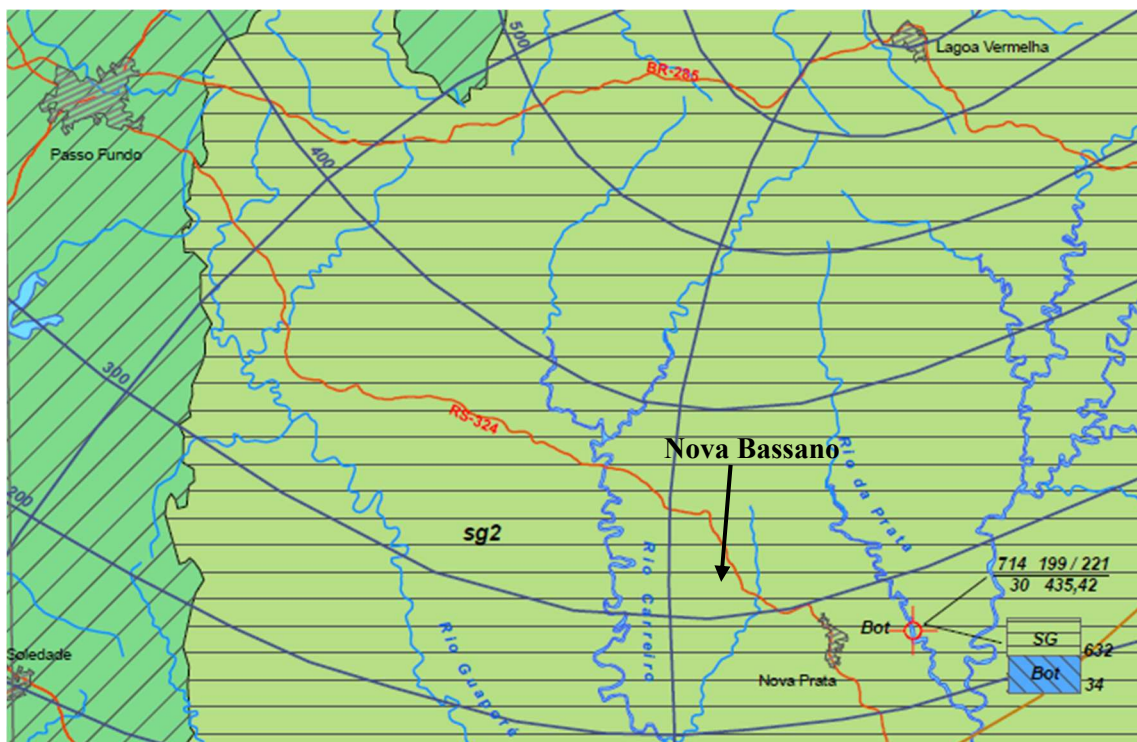 500
BR-285
Lagoa Vermelha
Passo Fundo
400
300
RS-324
Nova Bassano
Rio da Prata
200
sg2
714 199 / 221
30 435,42
Rio Carreiro
Bot
SG
632
Bot
34
Soledade
Rio Guaporé
Nova Prata